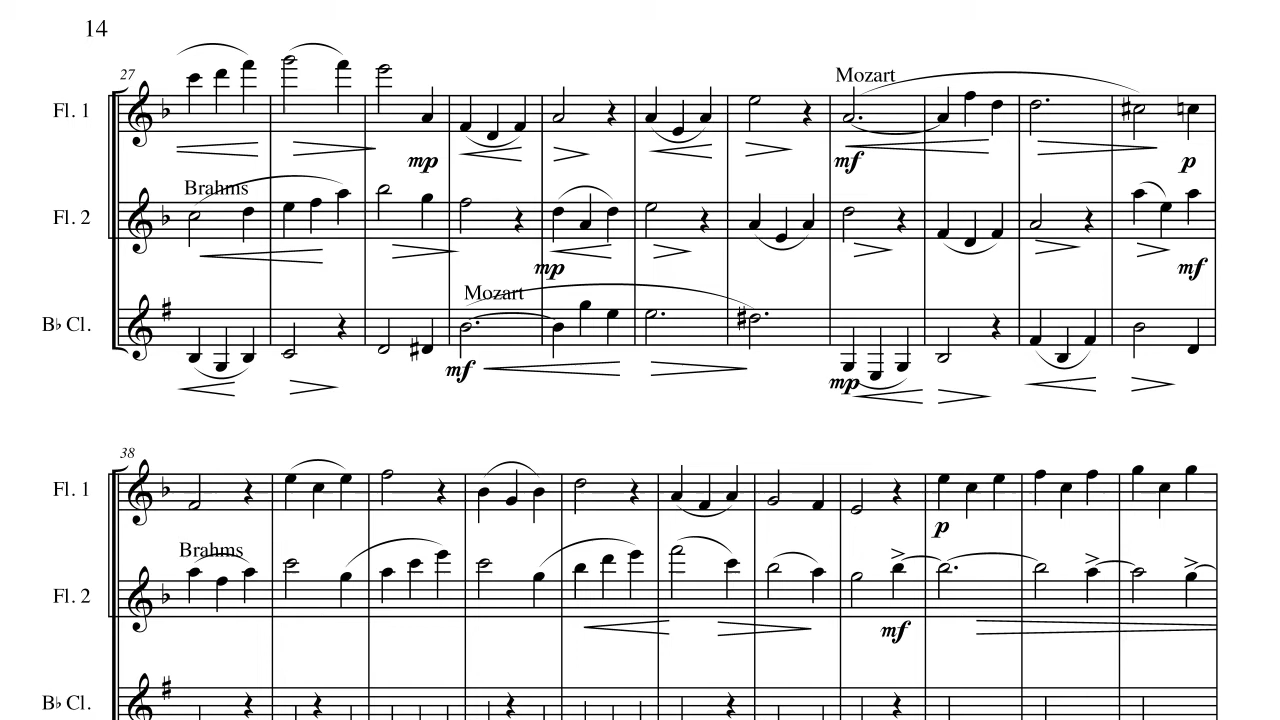 14
27
Mozart
Fl. 1
mp
mf
p
Brahms
Fl. 2
mp
mf
Mozart
B♭ Cl.
mf
mp
38
Fl. 1
p
Brahms
Fl. 2
mf
B♭ Cl.